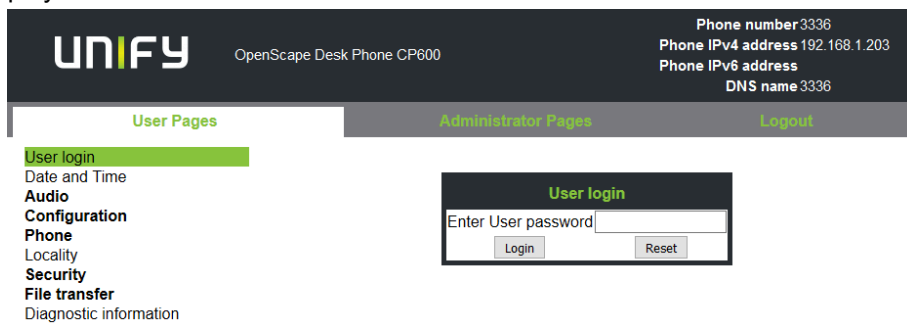 UNIFY
OpenScape Desk Phone CP600
Phone number 3336
Phone IPv4 address 192.168.1.203
Phone IPv6 address
DNS name 3336
User Pages
Administrator Pages
Logout
User login
Date and Time
Audio
Configuration
Phone
Locality
Security
File transfer
Diagnostic information
User login
Enter User password
Login
Reset